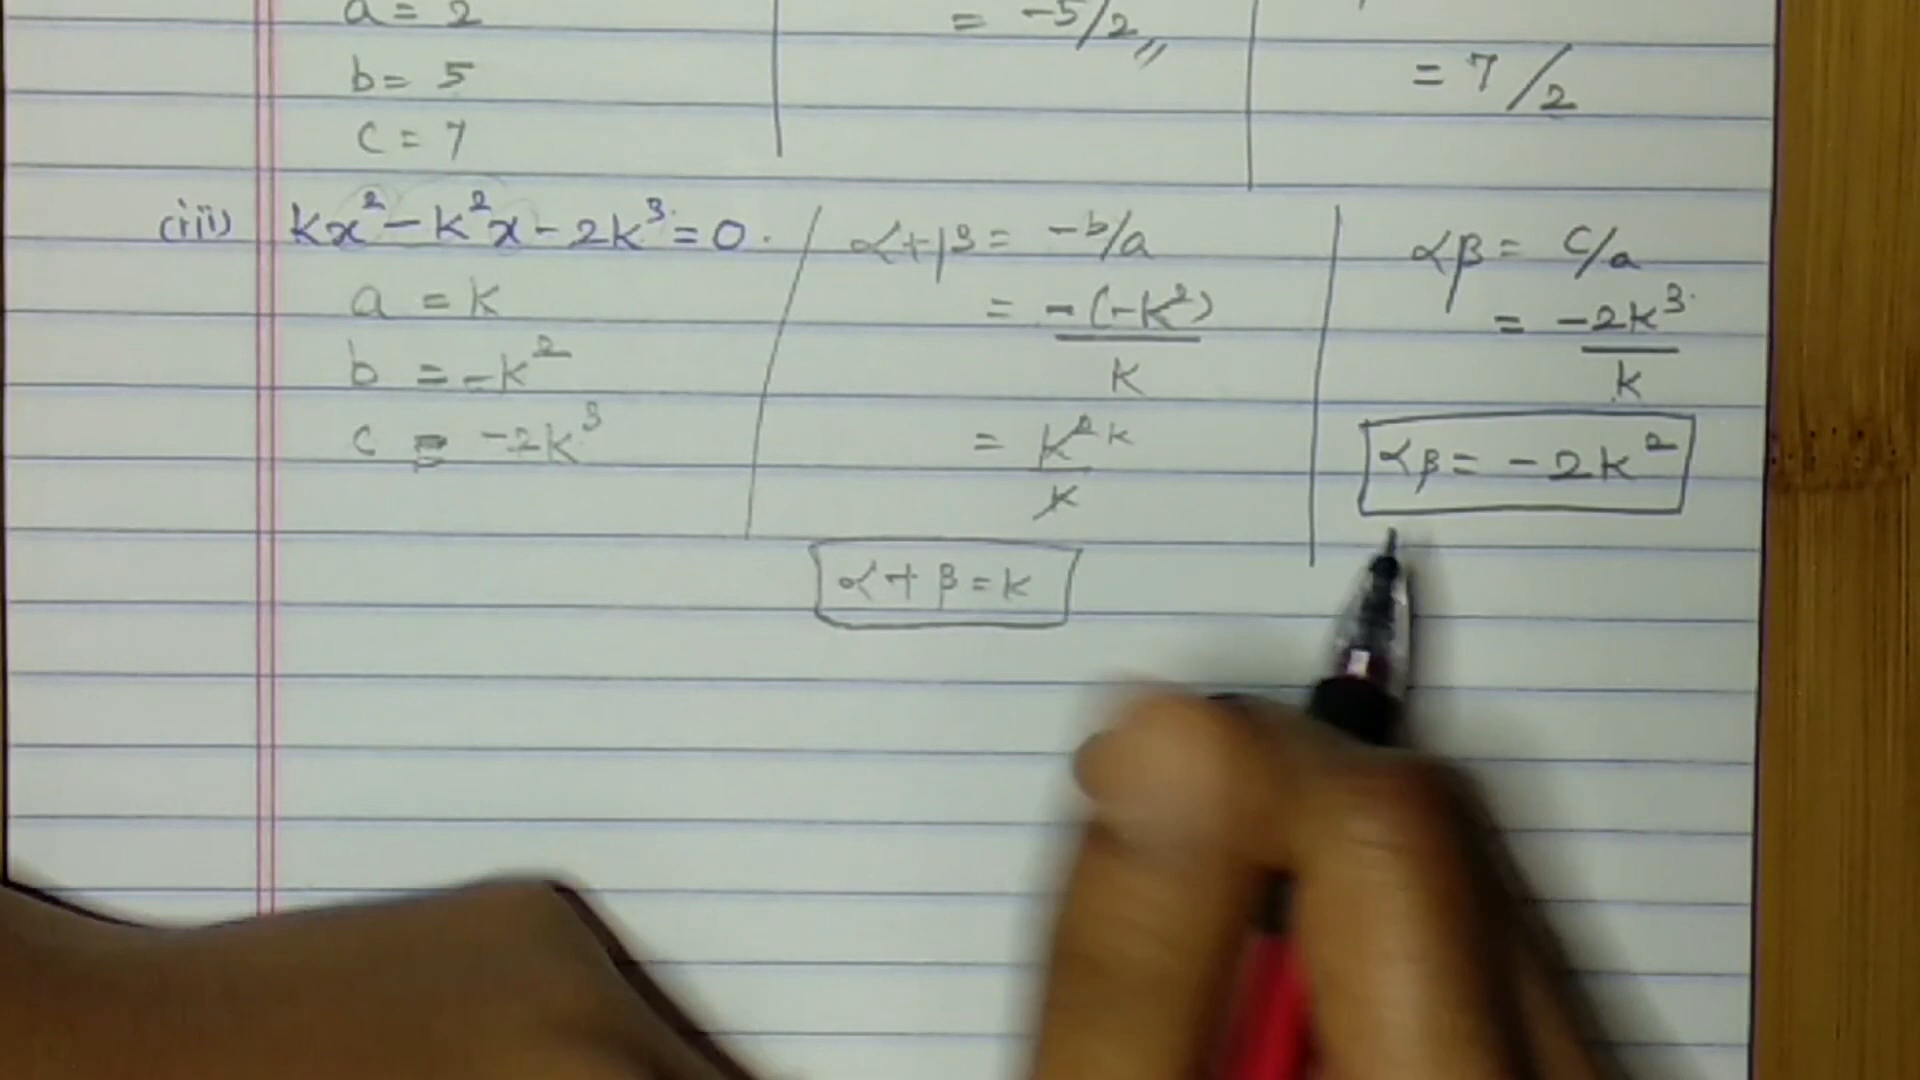 a = 2
b = 5
c = 7
= -5/2
= 7/2
(iii) kx² - k²x - 2k³ = 0.
a = k
b = -k²
c = -2k³
α+β = -b/a
= -(-k²)
k
= k² k
k
α + β = k
αβ = c/a
= -2k³
k
αβ = -2k²